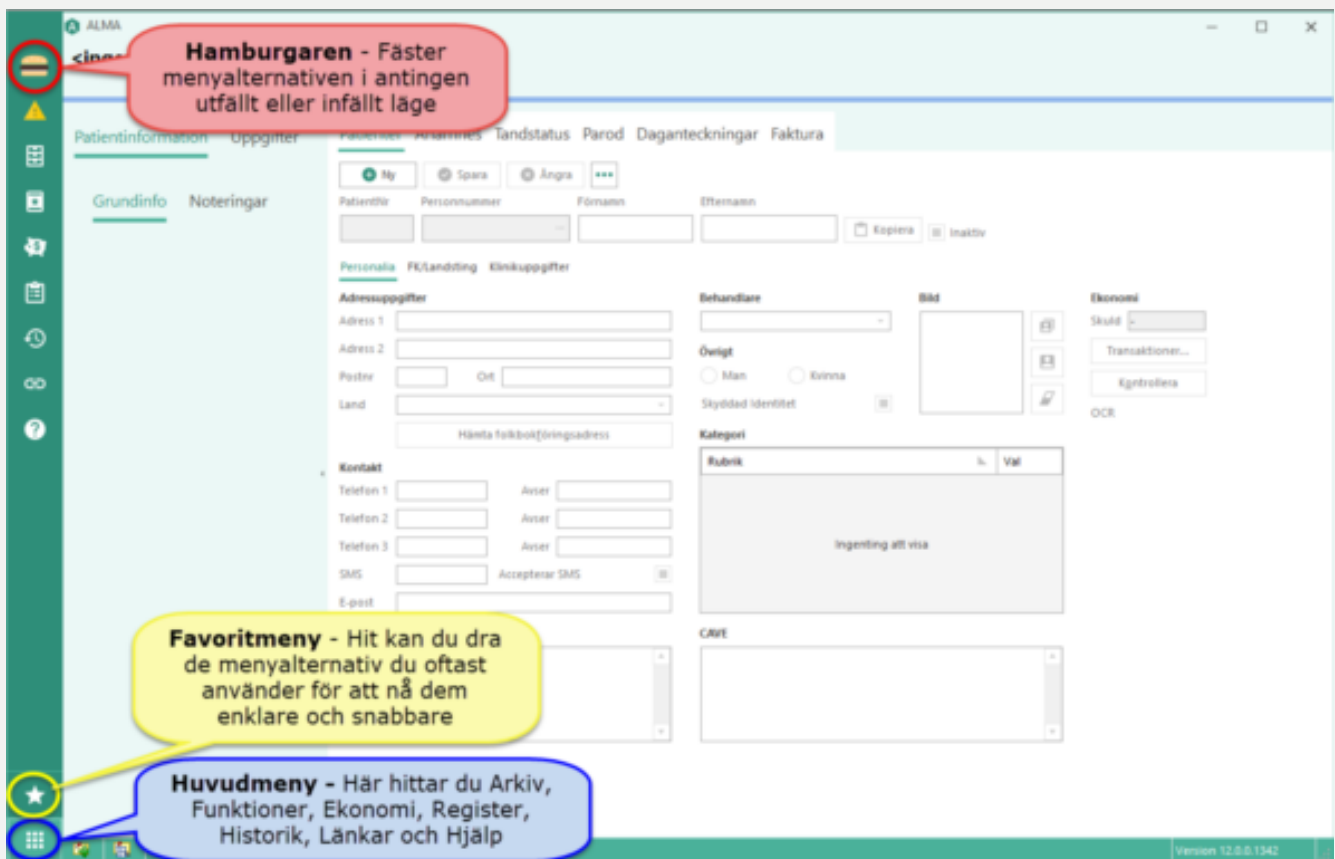 ALMA
Hamburgaren - Fäster
menyalternativen i antingen
utfällt eller infällt läge
Patientinformation Uppgifter
Patienter Anamnes Tandstatus Parod Daganteckningar Faktura
Ny Spara Ångra
Grundinfo Noteringar
PatientNr Personnummer Förnamn Efternamn
Kopiera Inaktiv
Personalia FK/Landsting Klinikuppgifter
Adressuppgifter Behandlare Bild Ekonomi
Adress 1 Skuld -
Adress 2 Övrigt Transaktioner...
Postnr Ort Man Kvinna Kontrollera
Land Skyddad Identitet OCR
Hämta folkbokföringsadress Kategori
Rubrik Val
Kontakt
Telefon 1 Avser
Telefon 2 Avser
Telefon 3 Avser Ingenting att visa
SMS Accepterar SMS
E-post
CAVE
Favoritmeny - Hit kan du dra
de menyalternativ du oftast
använder för att nå dem
enklare och snabbare
Huvudmeny - Här hittar du Arkiv,
Funktioner, Ekonomi, Register,
Historik, Länkar och Hjälp
Version 12.0.0.1342